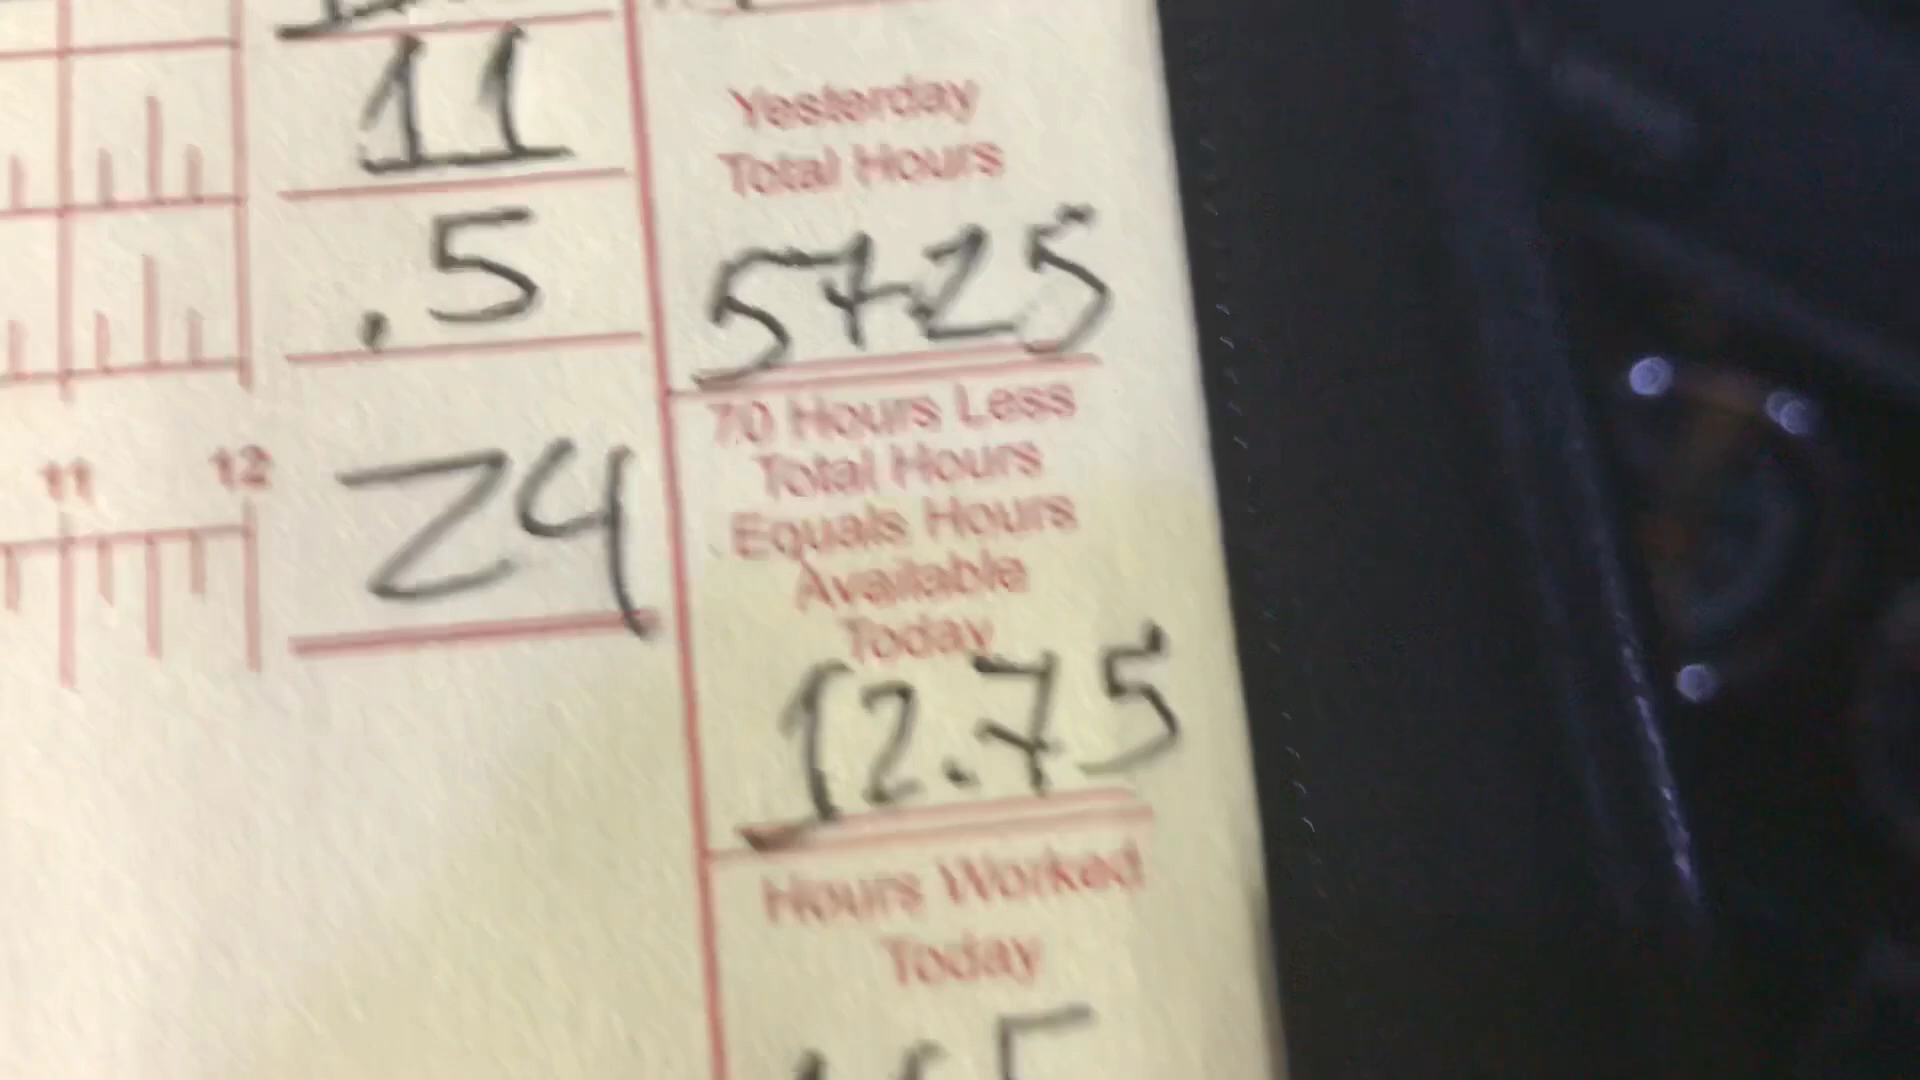 11
.5
11 12
24
Yesterday
Total Hours
57.25
70 Hours Less
Total Hours
Equals Hours
Available
Today
12.75
Hours Worked
Today